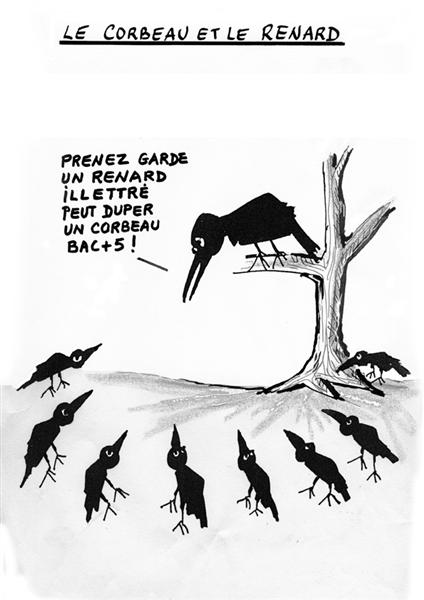 LE CORBEAU ET LE RENARD
PRENEZ GARDE
UN RENARD
iLLETTRÉ
PEUT DUPER
UN CORBEAU
BAC+5 !